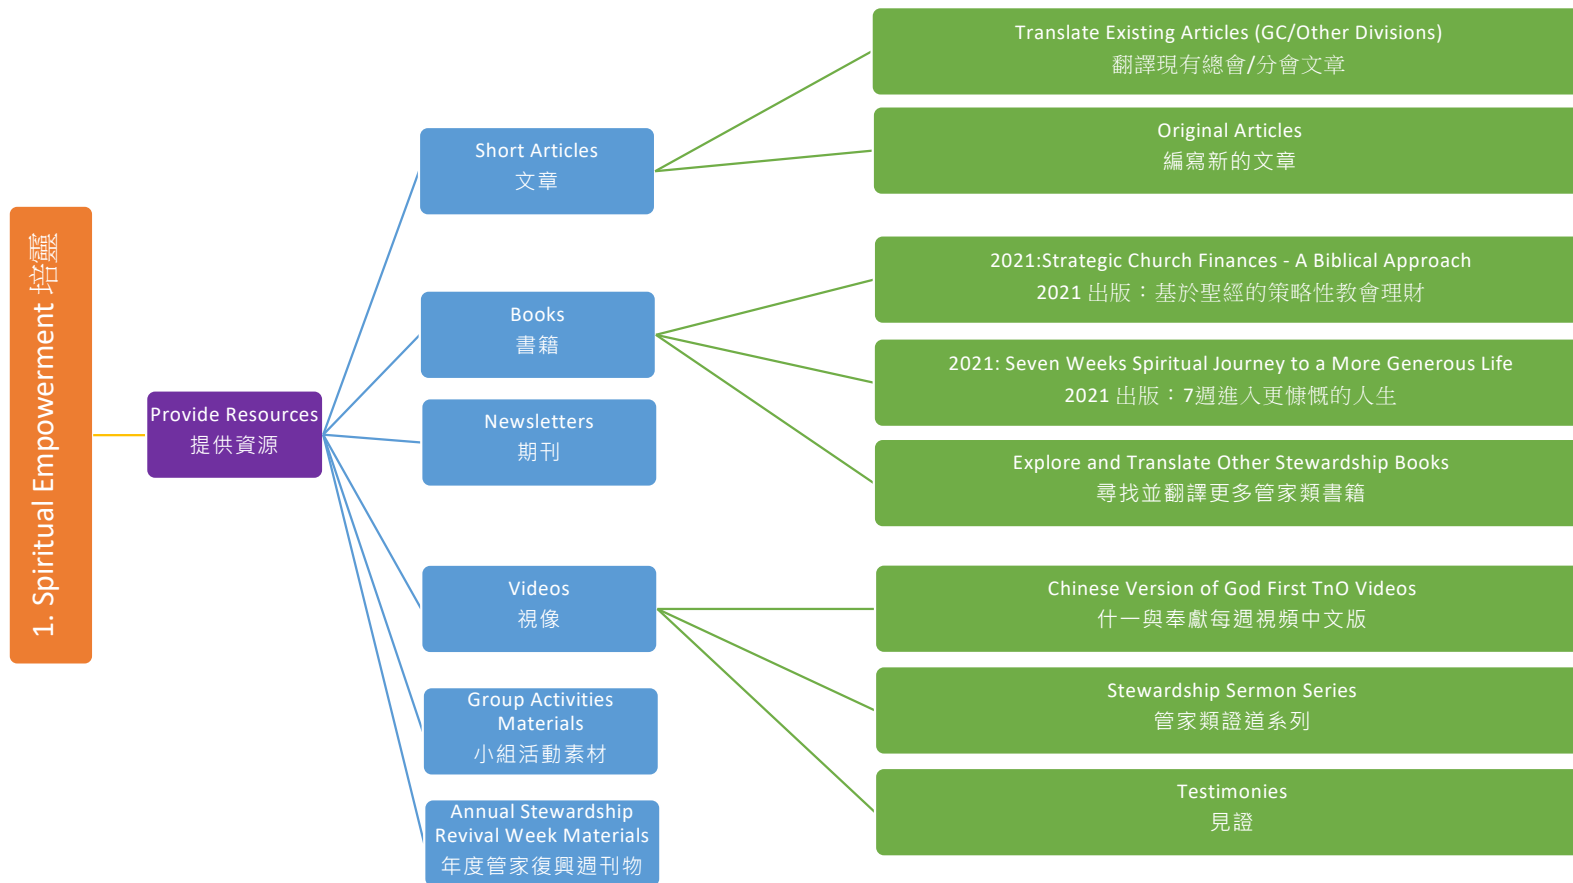 1. Spiritual Empowerment 培靈
Provide Resources
提供資源
Short Articles
文章
Translate Existing Articles (GC/Other Divisions)
翻譯現有總會/分會文章
Original Articles
編寫新的文章
Books
書籍
2021:Strategic Church Finances - A Biblical Approach
2021 出版：基於聖經的策略性教會理財
2021: Seven Weeks Spiritual Journey to a More Generous Life
2021 出版：7週進入更慷慨的人生
Explore and Translate Other Stewardship Books
尋找並翻譯更多管家類書籍
Newsletters
期刊
Videos
視像
Chinese Version of God First TnO Videos
什一與奉獻每週視頻中文版
Stewardship Sermon Series
管家類證道系列
Testimonies
見證
Group Activities
Materials
小組活動素材
Annual Stewardship
Revival Week Materials
年度管家復興週刊物